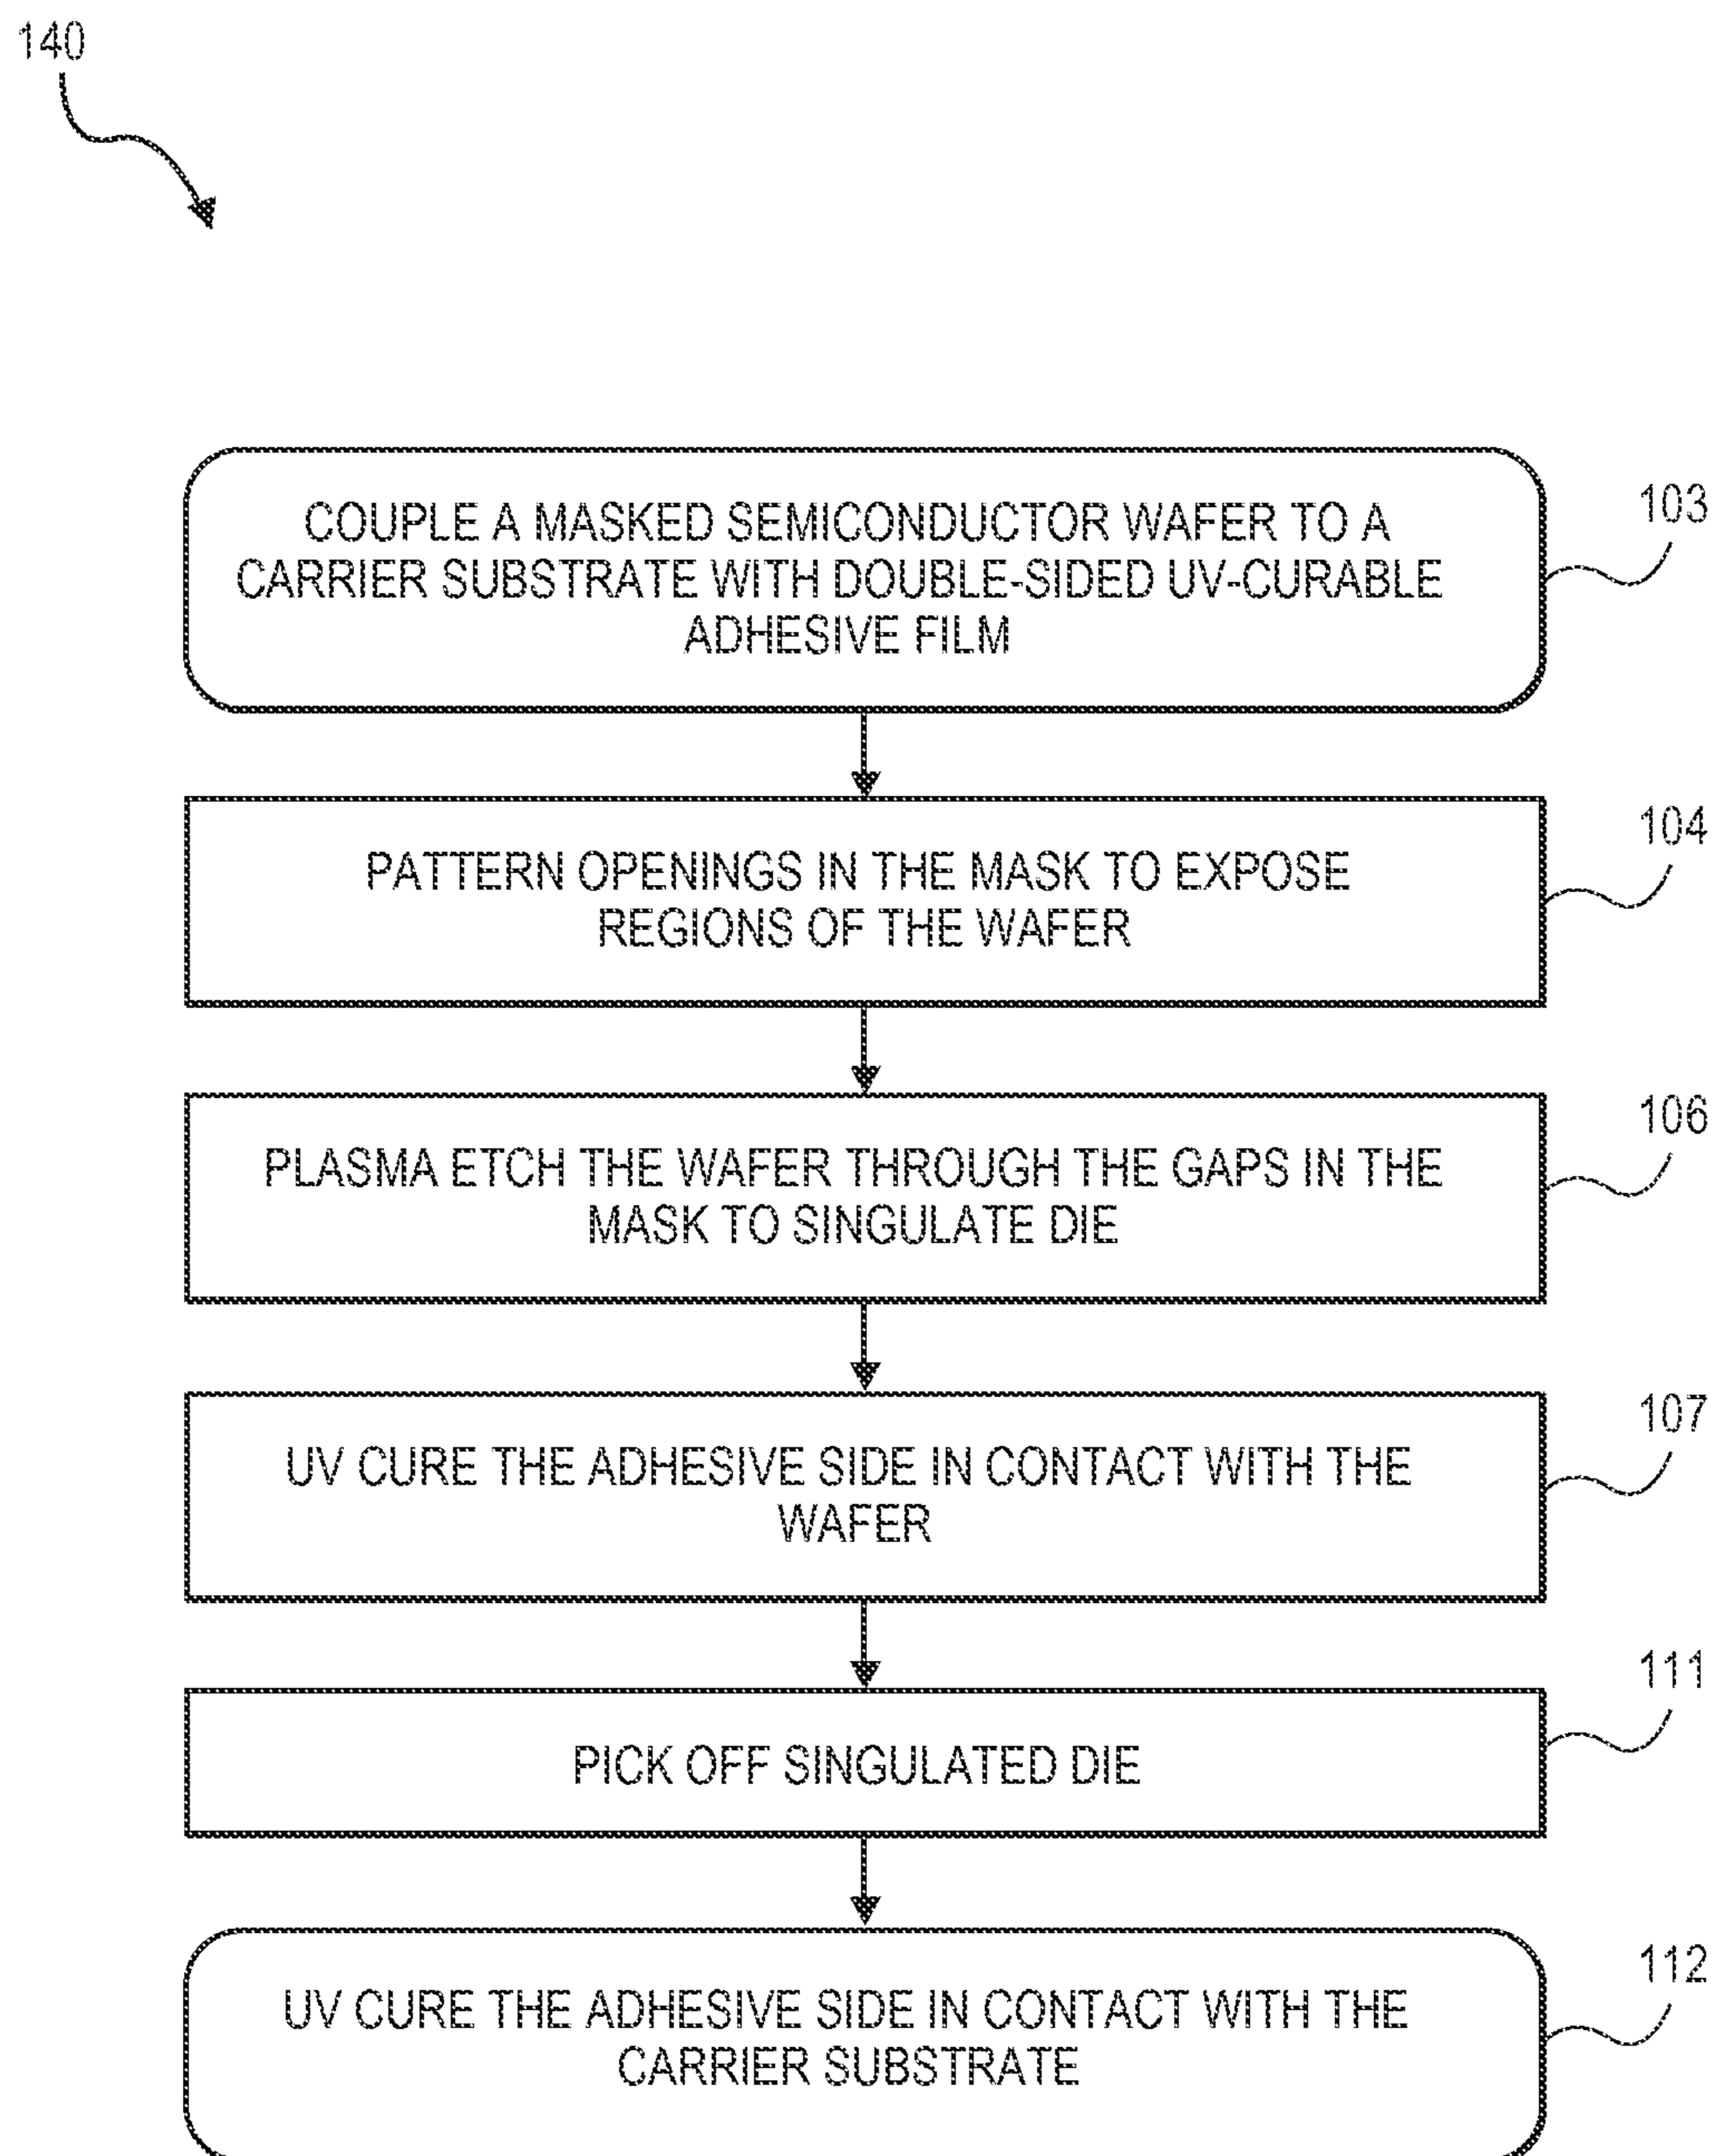 140
COUPLE A MASKED SEMICONDUCTOR WAFER TO A
CARRIER SUBSTRATE WITH DOUBLE-SIDED UV-CURABLE
ADHESIVE FILM
103
PATTERN OPENINGS IN THE MASK TO EXPOSE
REGIONS OF THE WAFER
104
PLASMA ETCH THE WAFER THROUGH THE GAPS IN THE
MASK TO SINGULATE DIE
106
UV CURE THE ADHESIVE SIDE IN CONTACT WITH THE
WAFER
107
PICK OFF SINGULATED DIE
111
UV CURE THE ADHESIVE SIDE IN CONTACT WITH THE
CARRIER SUBSTRATE
112